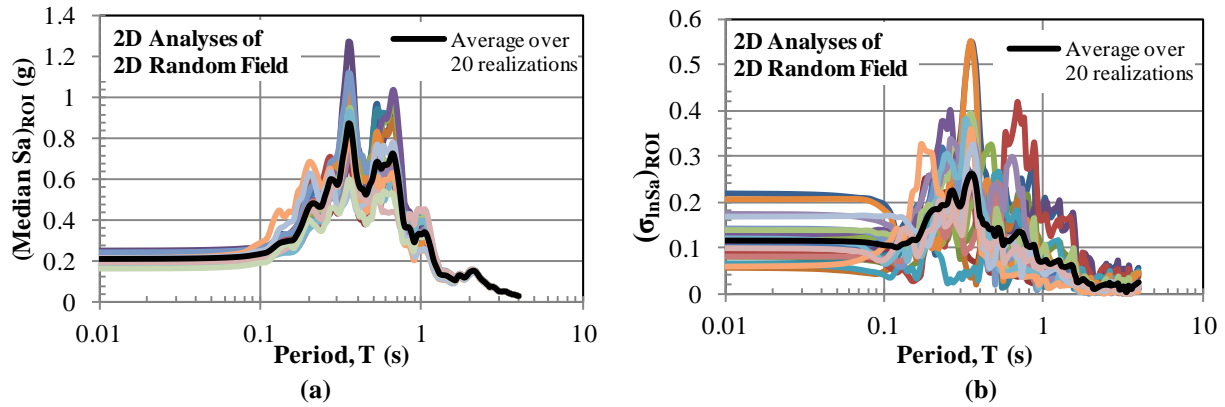 1.4
1.2
1
0.8
0.6
0.4
0.2
0
(Median Sa)ROI (g)
2D Analyses of
2D Random Field
Average over
20 realizations
0.01 0.1 1 10
Period, T (s)
(a)
0.6
0.5
0.4
0.3
0.2
0.1
0.0
(σlnSa)ROI
2D Analyses of
2D Random Field
Average over
20 realizations
0.01 0.1 1 10
Period, T (s)
(b)